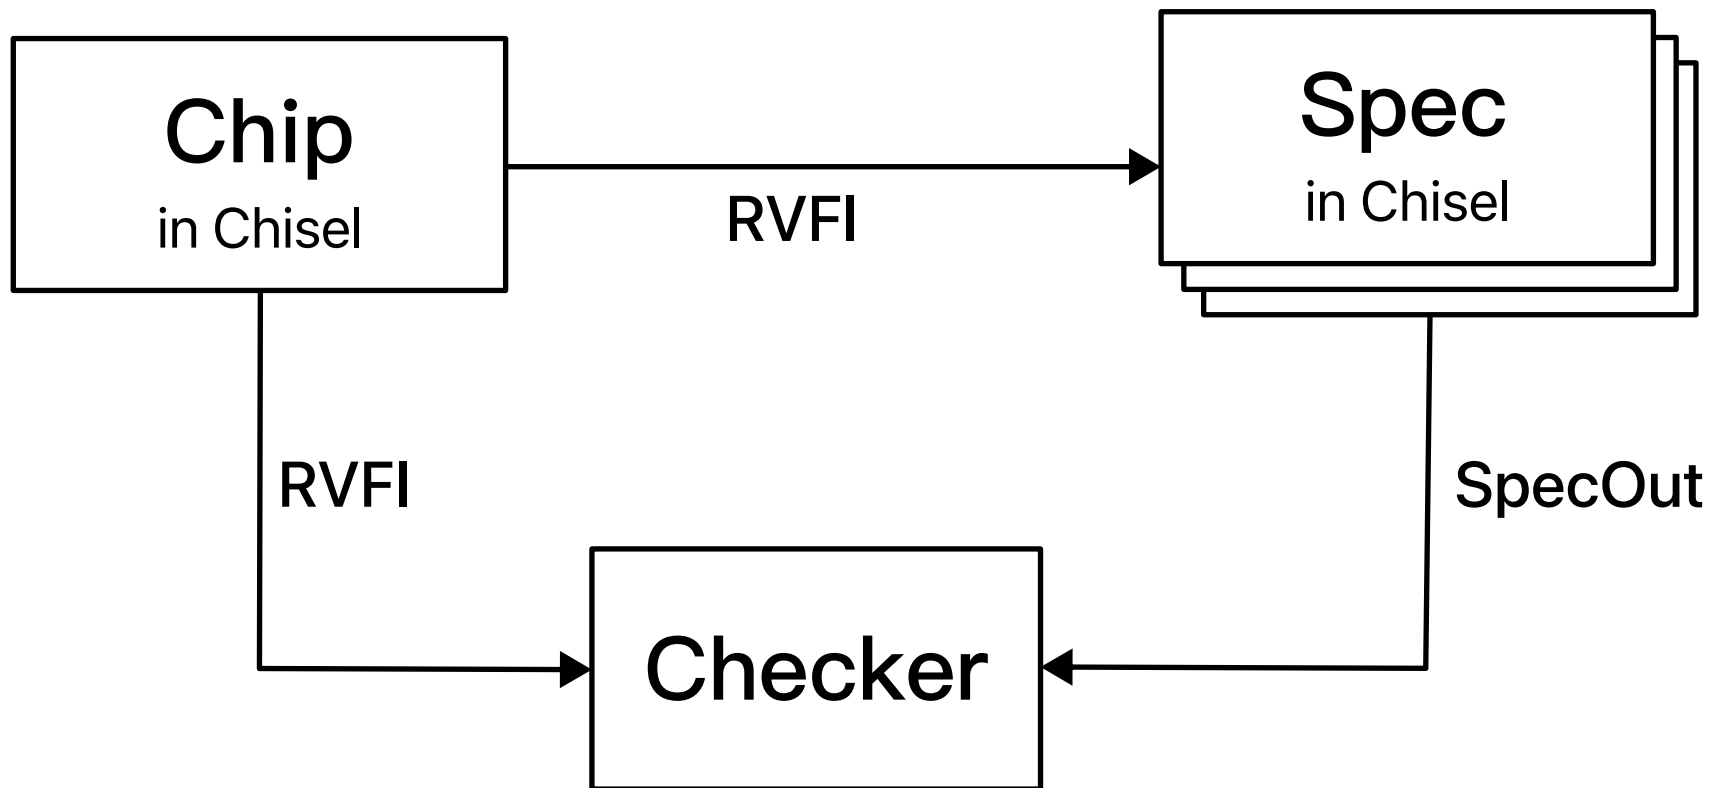 Chip
in Chisel
RVFI
Spec
in Chisel
RVFI
SpecOut
Checker